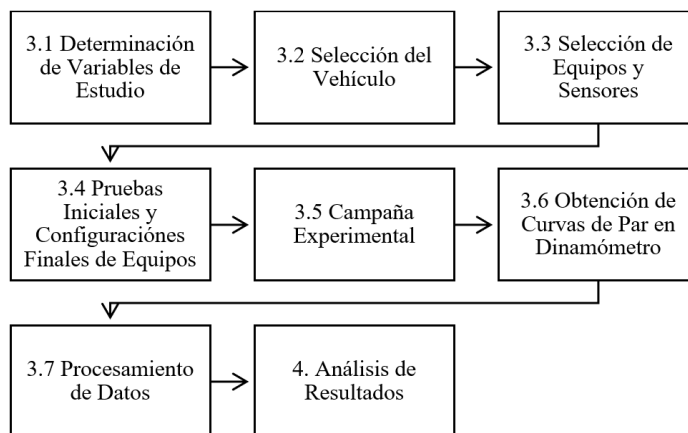 3.1 Determinación
de Variables de
Estudio
3.2 Selección del
Vehículo
3.3 Selección de
Equipos y
Sensores
3.4 Pruebas
Iniciales y
Configuraciónes
Finales de Equipos
3.5 Campaña
Experimental
3.6 Obtención de
Curvas de Par en
Dinamómetro
3.7 Procesamiento
de Datos
4. Análisis de
Resultados